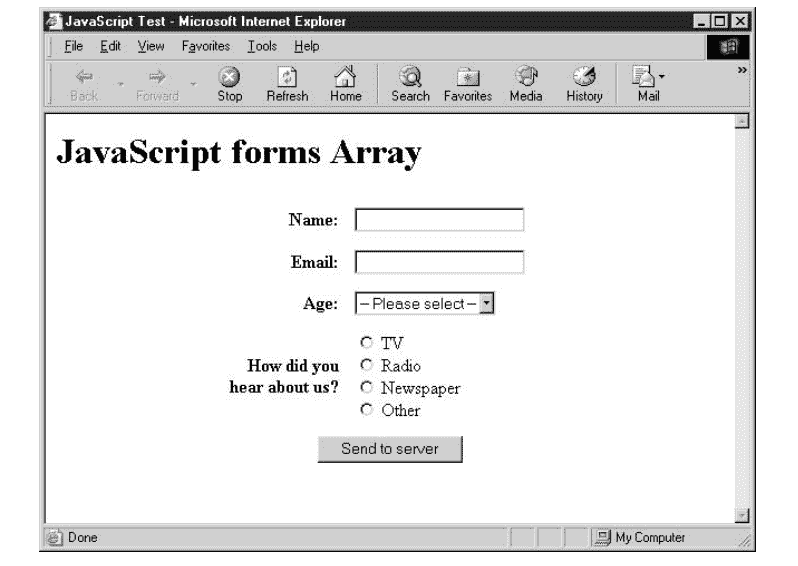 JavaScript Test - Microsoft Internet Explorer
File Edit View Favorites Tools Help
Back Forward Stop Refresh Home Search Favorites Media History Mail »
JavaScript forms Array
Name:
Email:
Age: -- Please select --
TV
How did you Radio
hear about us? Newspaper
Other
Send to server
Done My Computer